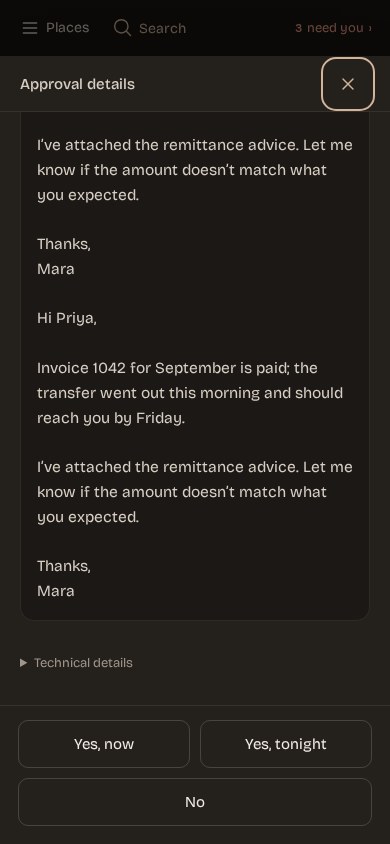 Places
Search
3 need you ›
Approval details
I’ve attached the remittance advice. Let me
know if the amount doesn’t match what
you expected.
Thanks,
Mara
Hi Priya,
Invoice 1042 for September is paid; the
transfer went out this morning and should
reach you by Friday.
I’ve attached the remittance advice. Let me
know if the amount doesn’t match what
you expected.
Thanks,
Mara
Technical details
Yes, now
Yes, tonight
No